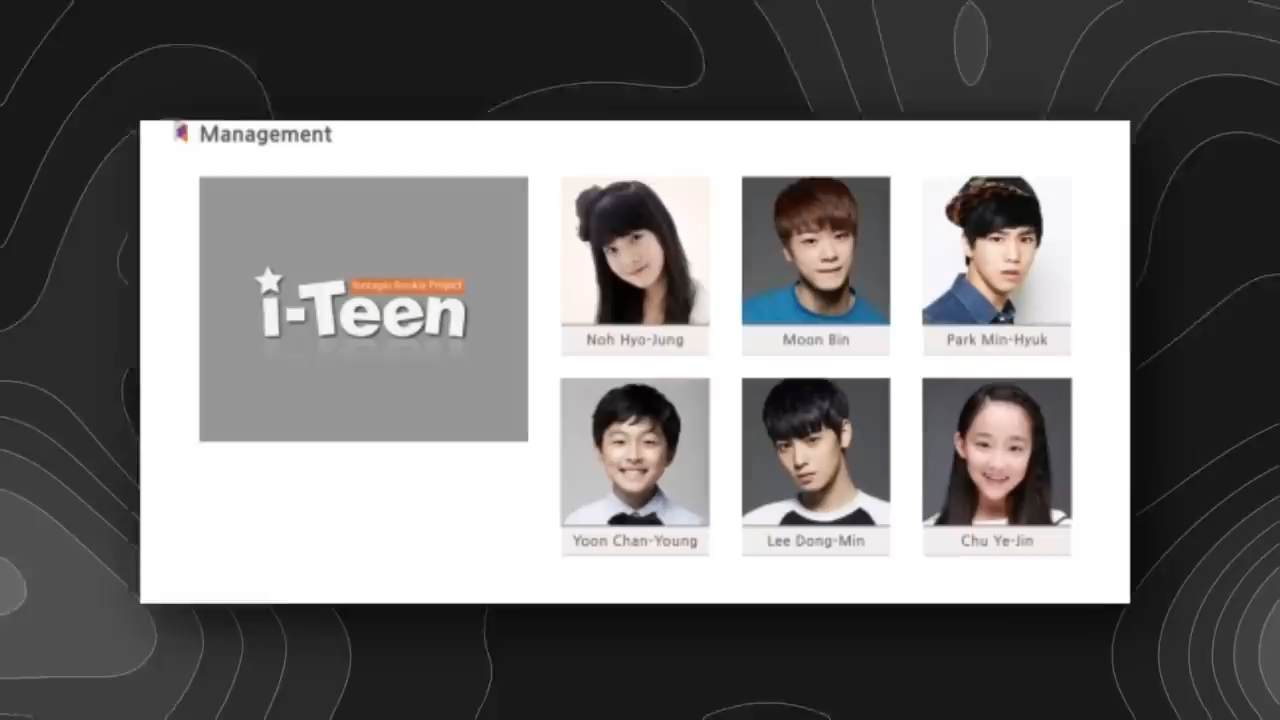 Management
Fantagio Rookie Project
i-Teen
Noh Hyo-Jung
Moon Bin
Park Min-Hyuk
Yoon Chan-Young
Lee Dong-Min
Chu Ye-Jin